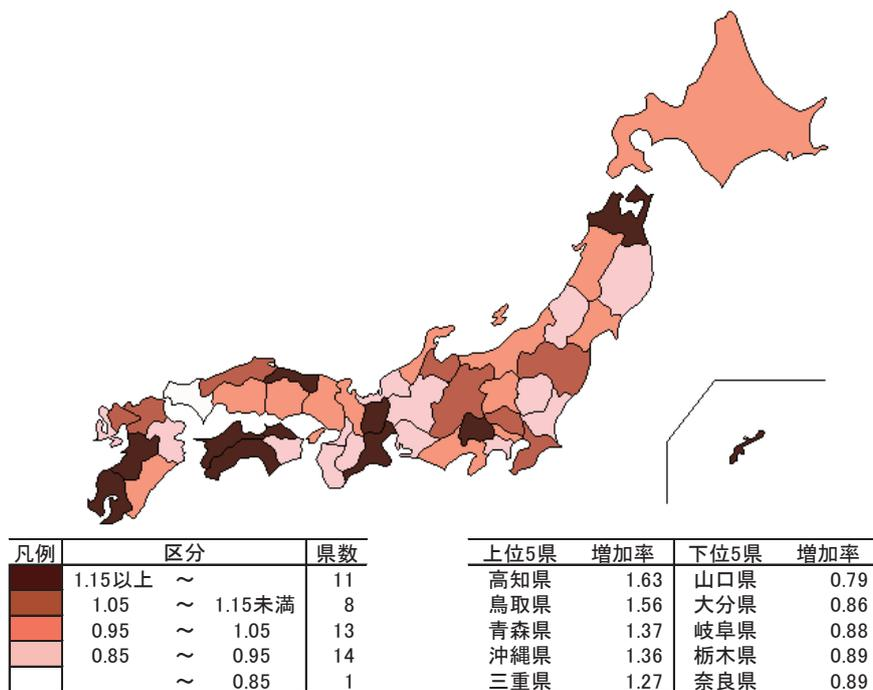 凡例 区分 県数
1.15以上 ～ 11
1.05 ～ 1.15未満 8
0.95 ～ 1.05 13
0.85 ～ 0.95 14
～ 0.85 1
上位5県 増加率 下位5県 増加率
高知県 1.63 山口県 0.79
鳥取県 1.56 大分県 0.86
青森県 1.37 岐阜県 0.88
沖縄県 1.36 栃木県 0.89
三重県 1.27 奈良県 0.89